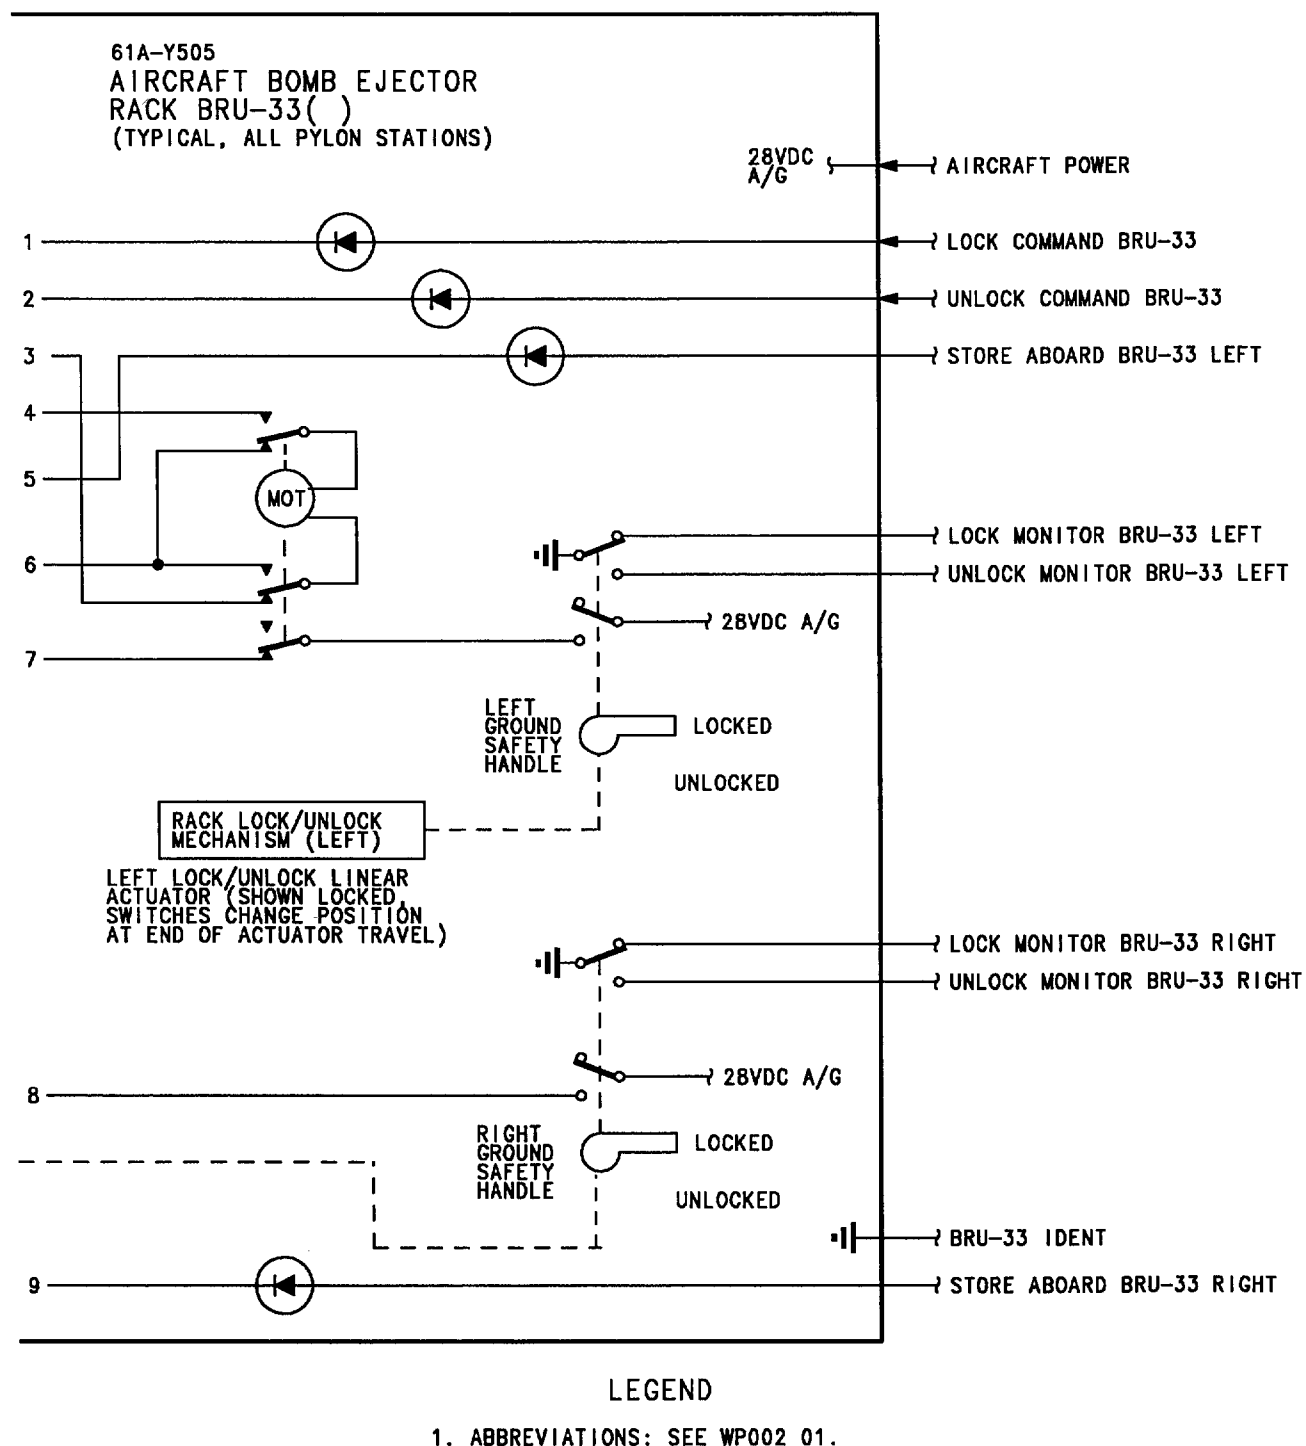 61A-Y505
AIRCRAFT BOMB EJECTOR
RACK BRU-33( )
(TYPICAL, ALL PYLON STATIONS)
28VDC
A/G
AIRCRAFT POWER
1
LOCK COMMAND BRU-33
2
UNLOCK COMMAND BRU-33
3
STORE ABOARD BRU-33 LEFT
4
5
MOT
6
LOCK MONITOR BRU-33 LEFT
UNLOCK MONITOR BRU-33 LEFT
28VDC A/G
7
LEFT
GROUND
SAFETY
HANDLE
LOCKED
UNLOCKED
RACK LOCK/UNLOCK
MECHANISM (LEFT)
LEFT LOCK/UNLOCK LINEAR
ACTUATOR (SHOWN LOCKED,
SWITCHES CHANGE POSITION
AT END OF ACTUATOR TRAVEL)
LOCK MONITOR BRU-33 RIGHT
UNLOCK MONITOR BRU-33 RIGHT
28VDC A/G
8
RIGHT
GROUND
SAFETY
HANDLE
LOCKED
UNLOCKED
BRU-33 IDENT
9
STORE ABOARD BRU-33 RIGHT
LEGEND
1. ABBREVIATIONS: SEE WP002 01.